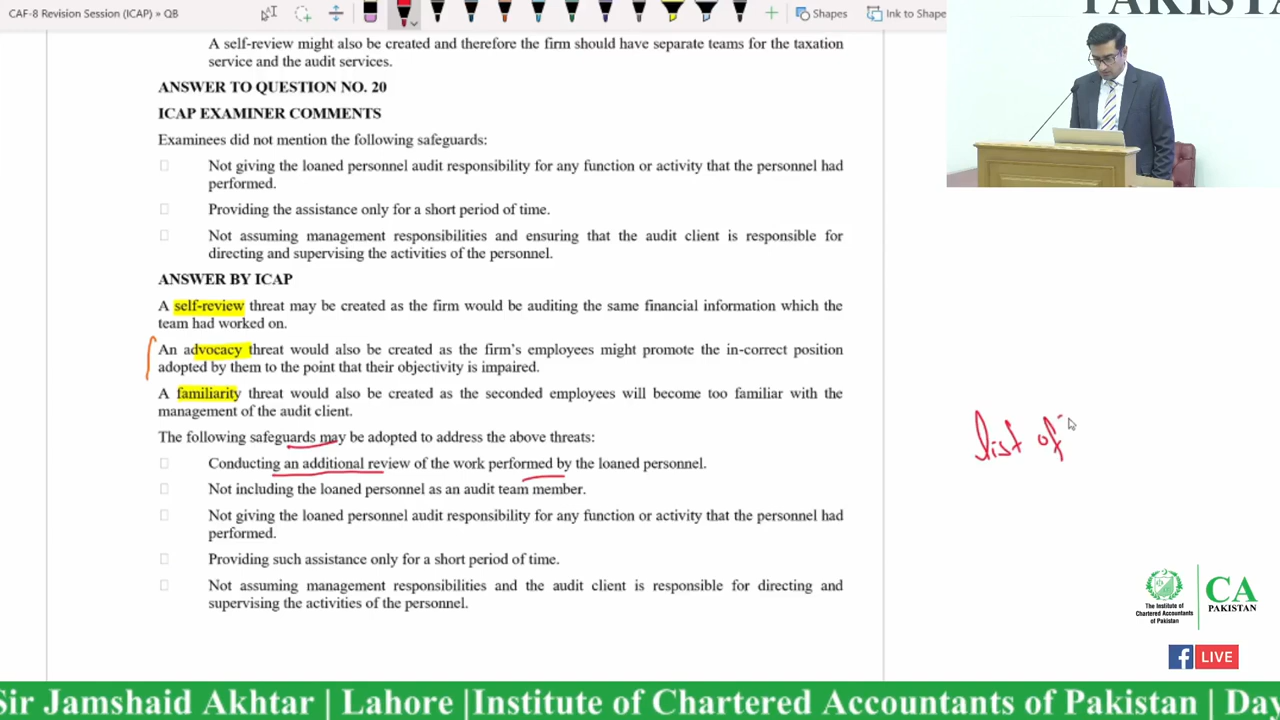 CAF-8 Revision Session (ICAP) » QB
Shapes
Ink to Shape
PAKISTAN
A self-review might also be created and therefore the firm should have separate teams for the taxation
service and the audit services.
ANSWER TO QUESTION NO. 20
ICAP EXAMINER COMMENTS
Examinees did not mention the following safeguards:
Not giving the loaned personnel audit responsibility for any function or activity that the personnel had
performed.
Providing the assistance only for a short period of time.
Not assuming management responsibilities and ensuring that the audit client is responsible for
directing and supervising the activities of the personnel.
ANSWER BY ICAP
A self-review threat may be created as the firm would be auditing the same financial information which the
team had worked on.
An advocacy threat would also be created as the firm's employees might promote the in-correct position
adopted by them to the point that their objectivity is impaired.
A familiarity threat would also be created as the seconded employees will become too familiar with the
management of the audit client.
The following safeguards may be adopted to address the above threats:
Conducting an additional review of the work performed by the loaned personnel.
Not including the loaned personnel as an audit team member.
Not giving the loaned personnel audit responsibility for any function or activity that the personnel had
performed.
Providing such assistance only for a short period of time.
Not assuming management responsibilities and the audit client is responsible for directing and
supervising the activities of the personnel.
list of
The Institute of
Chartered Accountants
of Pakistan
CA
PAKISTAN
f LIVE
Sir Jamshaid Akhtar | Lahore |Institute of Chartered Accountants of Pakistan | Day